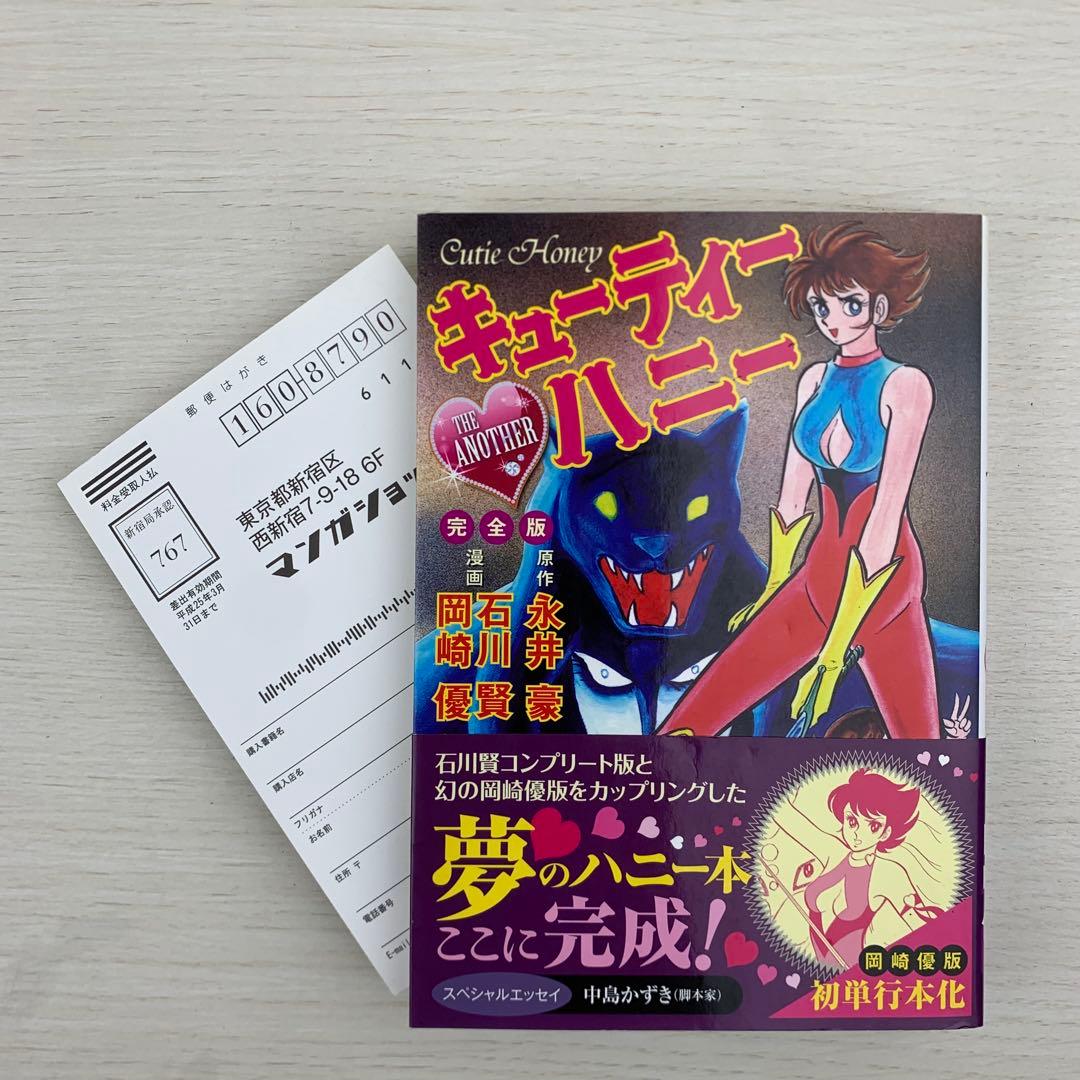 郵便はがき
160-8790
611
料金受取人払
新宿局承認
767
差出有効期間
平成25年3月
31日まで
東京都新宿区
西新宿7-9-18 6F
マンガショッ
購入書籍名
購入店名
フリガナ
お名前
住所 〒
電話番号
E-mail
Cutie Honey
キューティー
ハニー
THE
ANOTHER
完全版
原作
永井豪
漫画
石川賢
岡崎優
石川賢コンプリート版と
幻の岡崎優版をカップリングした
夢のハニー本
ここに完成!
スペシャルエッセイ 中島かずき(脚本家)
岡崎優版
初単行本化